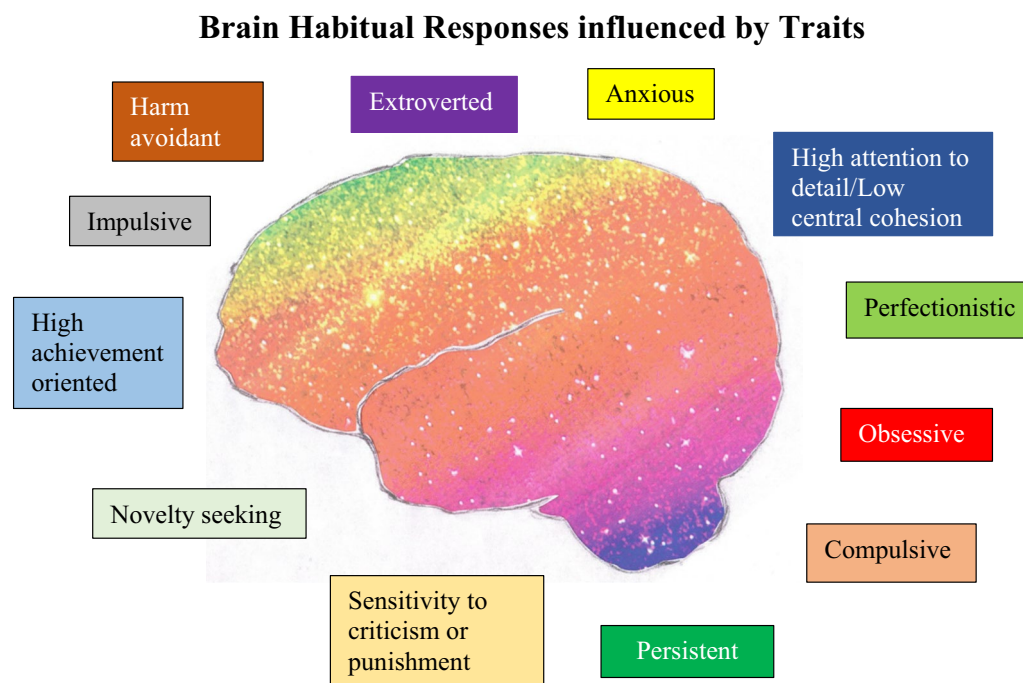 Brain Habitual Responses influenced by Traits
Harm
avoidant
Extroverted
Anxious
High attention to
detail/Low
central cohesion
Impulsive
High
achievement
oriented
Perfectionistic
Obsessive
Novelty seeking
Compulsive
Sensitivity to
criticism or
punishment
Persistent